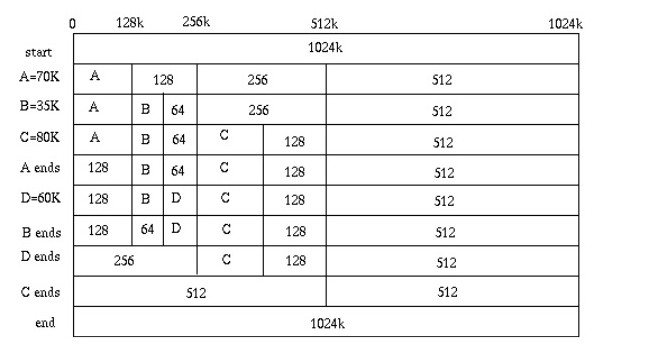 0 128k 256k 512k 1024k
start 1024k
A=70K A 128 256 512
B=35K A B 64 256 512
C=80K A B 64 C 128 512
A ends 128 B 64 C 128 512
D=60K 128 B D C 128 512
B ends 128 64 D C 128 512
D ends 256 C 128 512
C ends 512 512
end 1024k